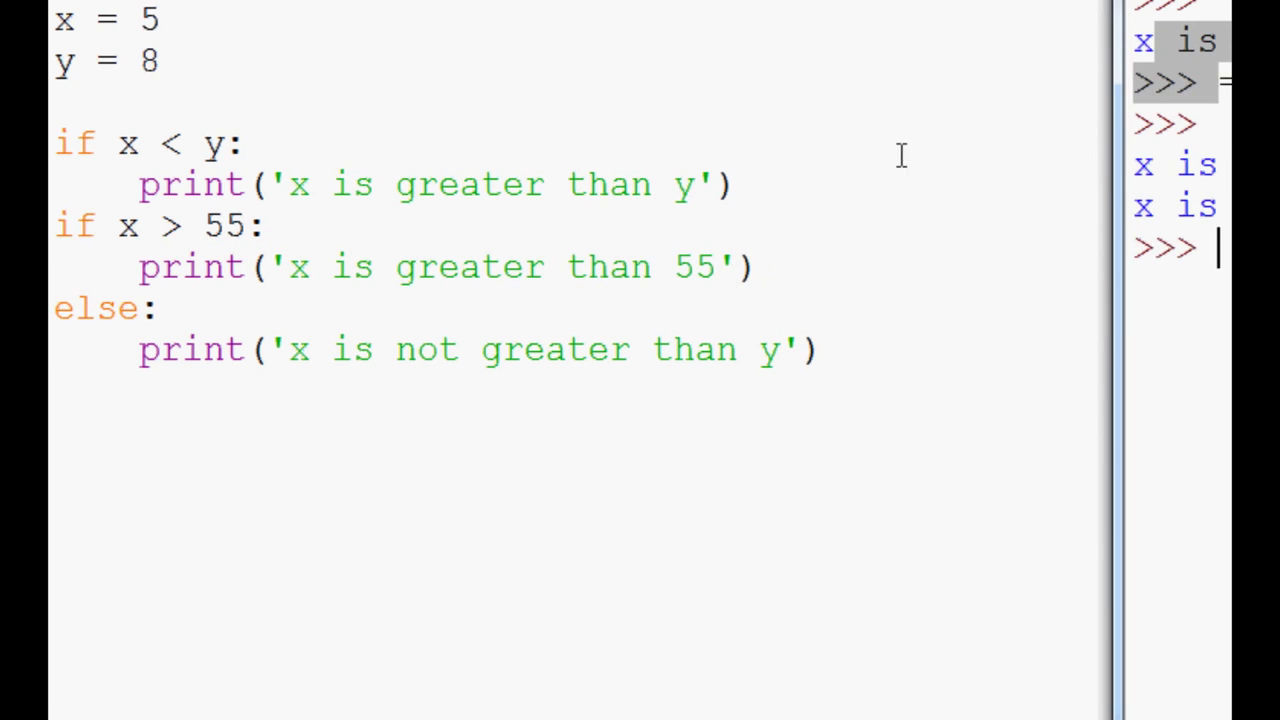 x = 5
y = 8
if x < y:
    print('x is greater than y')
if x > 55:
    print('x is greater than 55')
else:
    print('x is not greater than y')
>>>
x is
>>> =
>>>
x is
x is
>>>